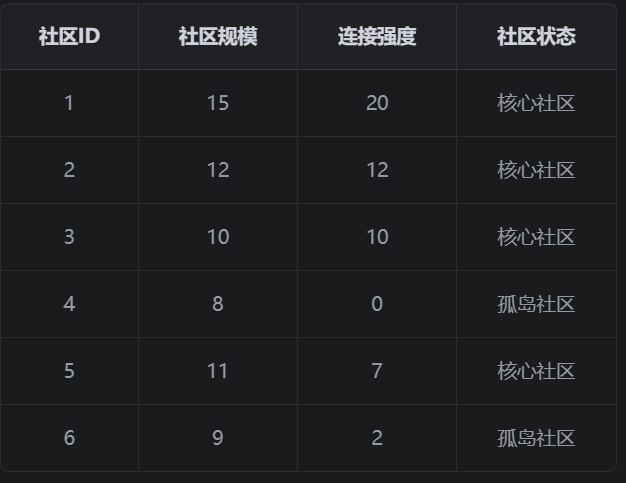 社区ID 社区规模 连接强度 社区状态
1 15 20 核心社区
2 12 12 核心社区
3 10 10 核心社区
4 8 0 孤岛社区
5 11 7 核心社区
6 9 2 孤岛社区